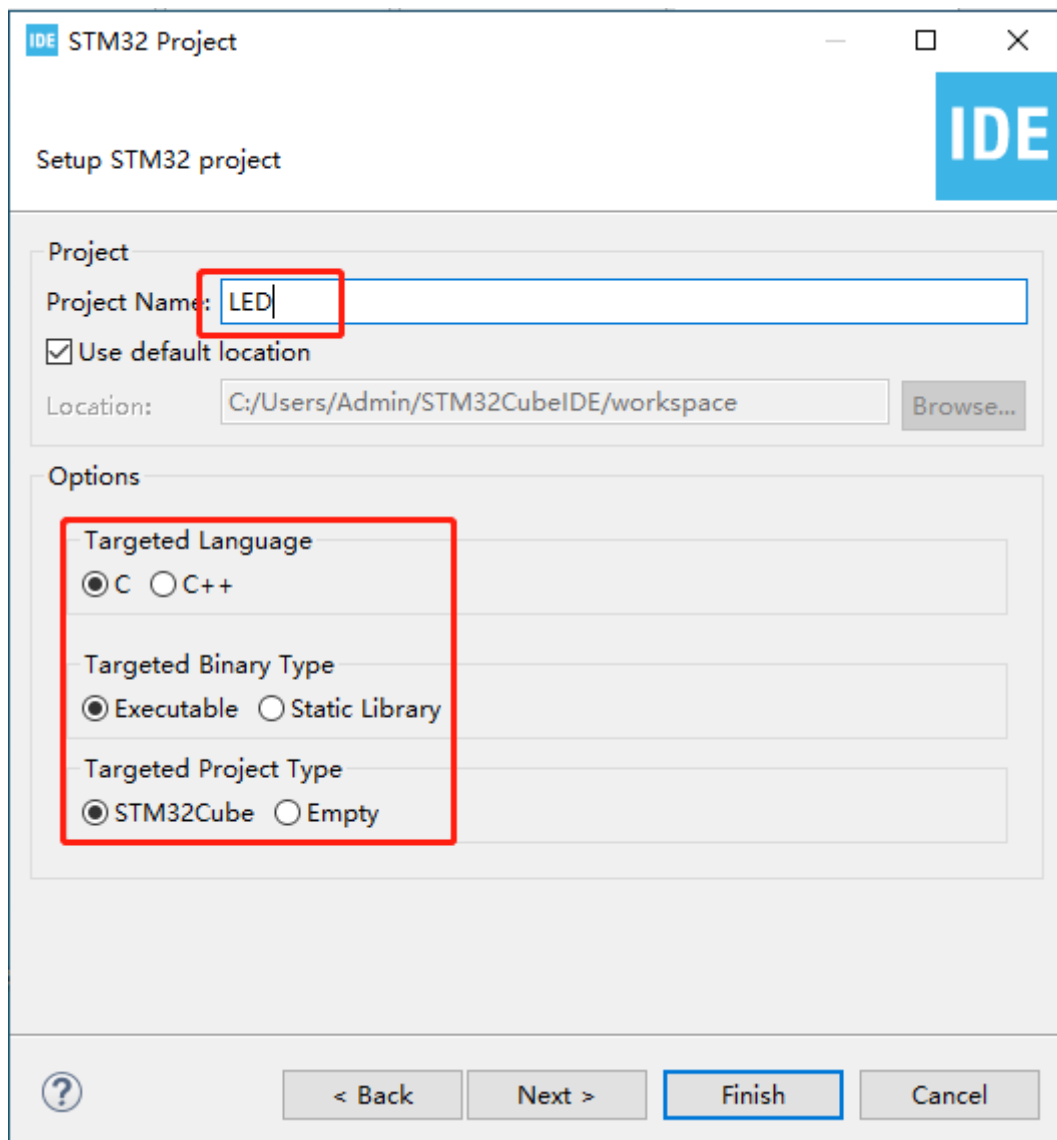 IDE STM32 Project
IDE
Setup STM32 project
Project
Project Name: LED
Use default location
Location: C:/Users/Admin/STM32CubeIDE/workspace Browse...
Options
Targeted Language
C C++
Targeted Binary Type
Executable Static Library
Targeted Project Type
STM32Cube Empty
? < Back Next > Finish Cancel